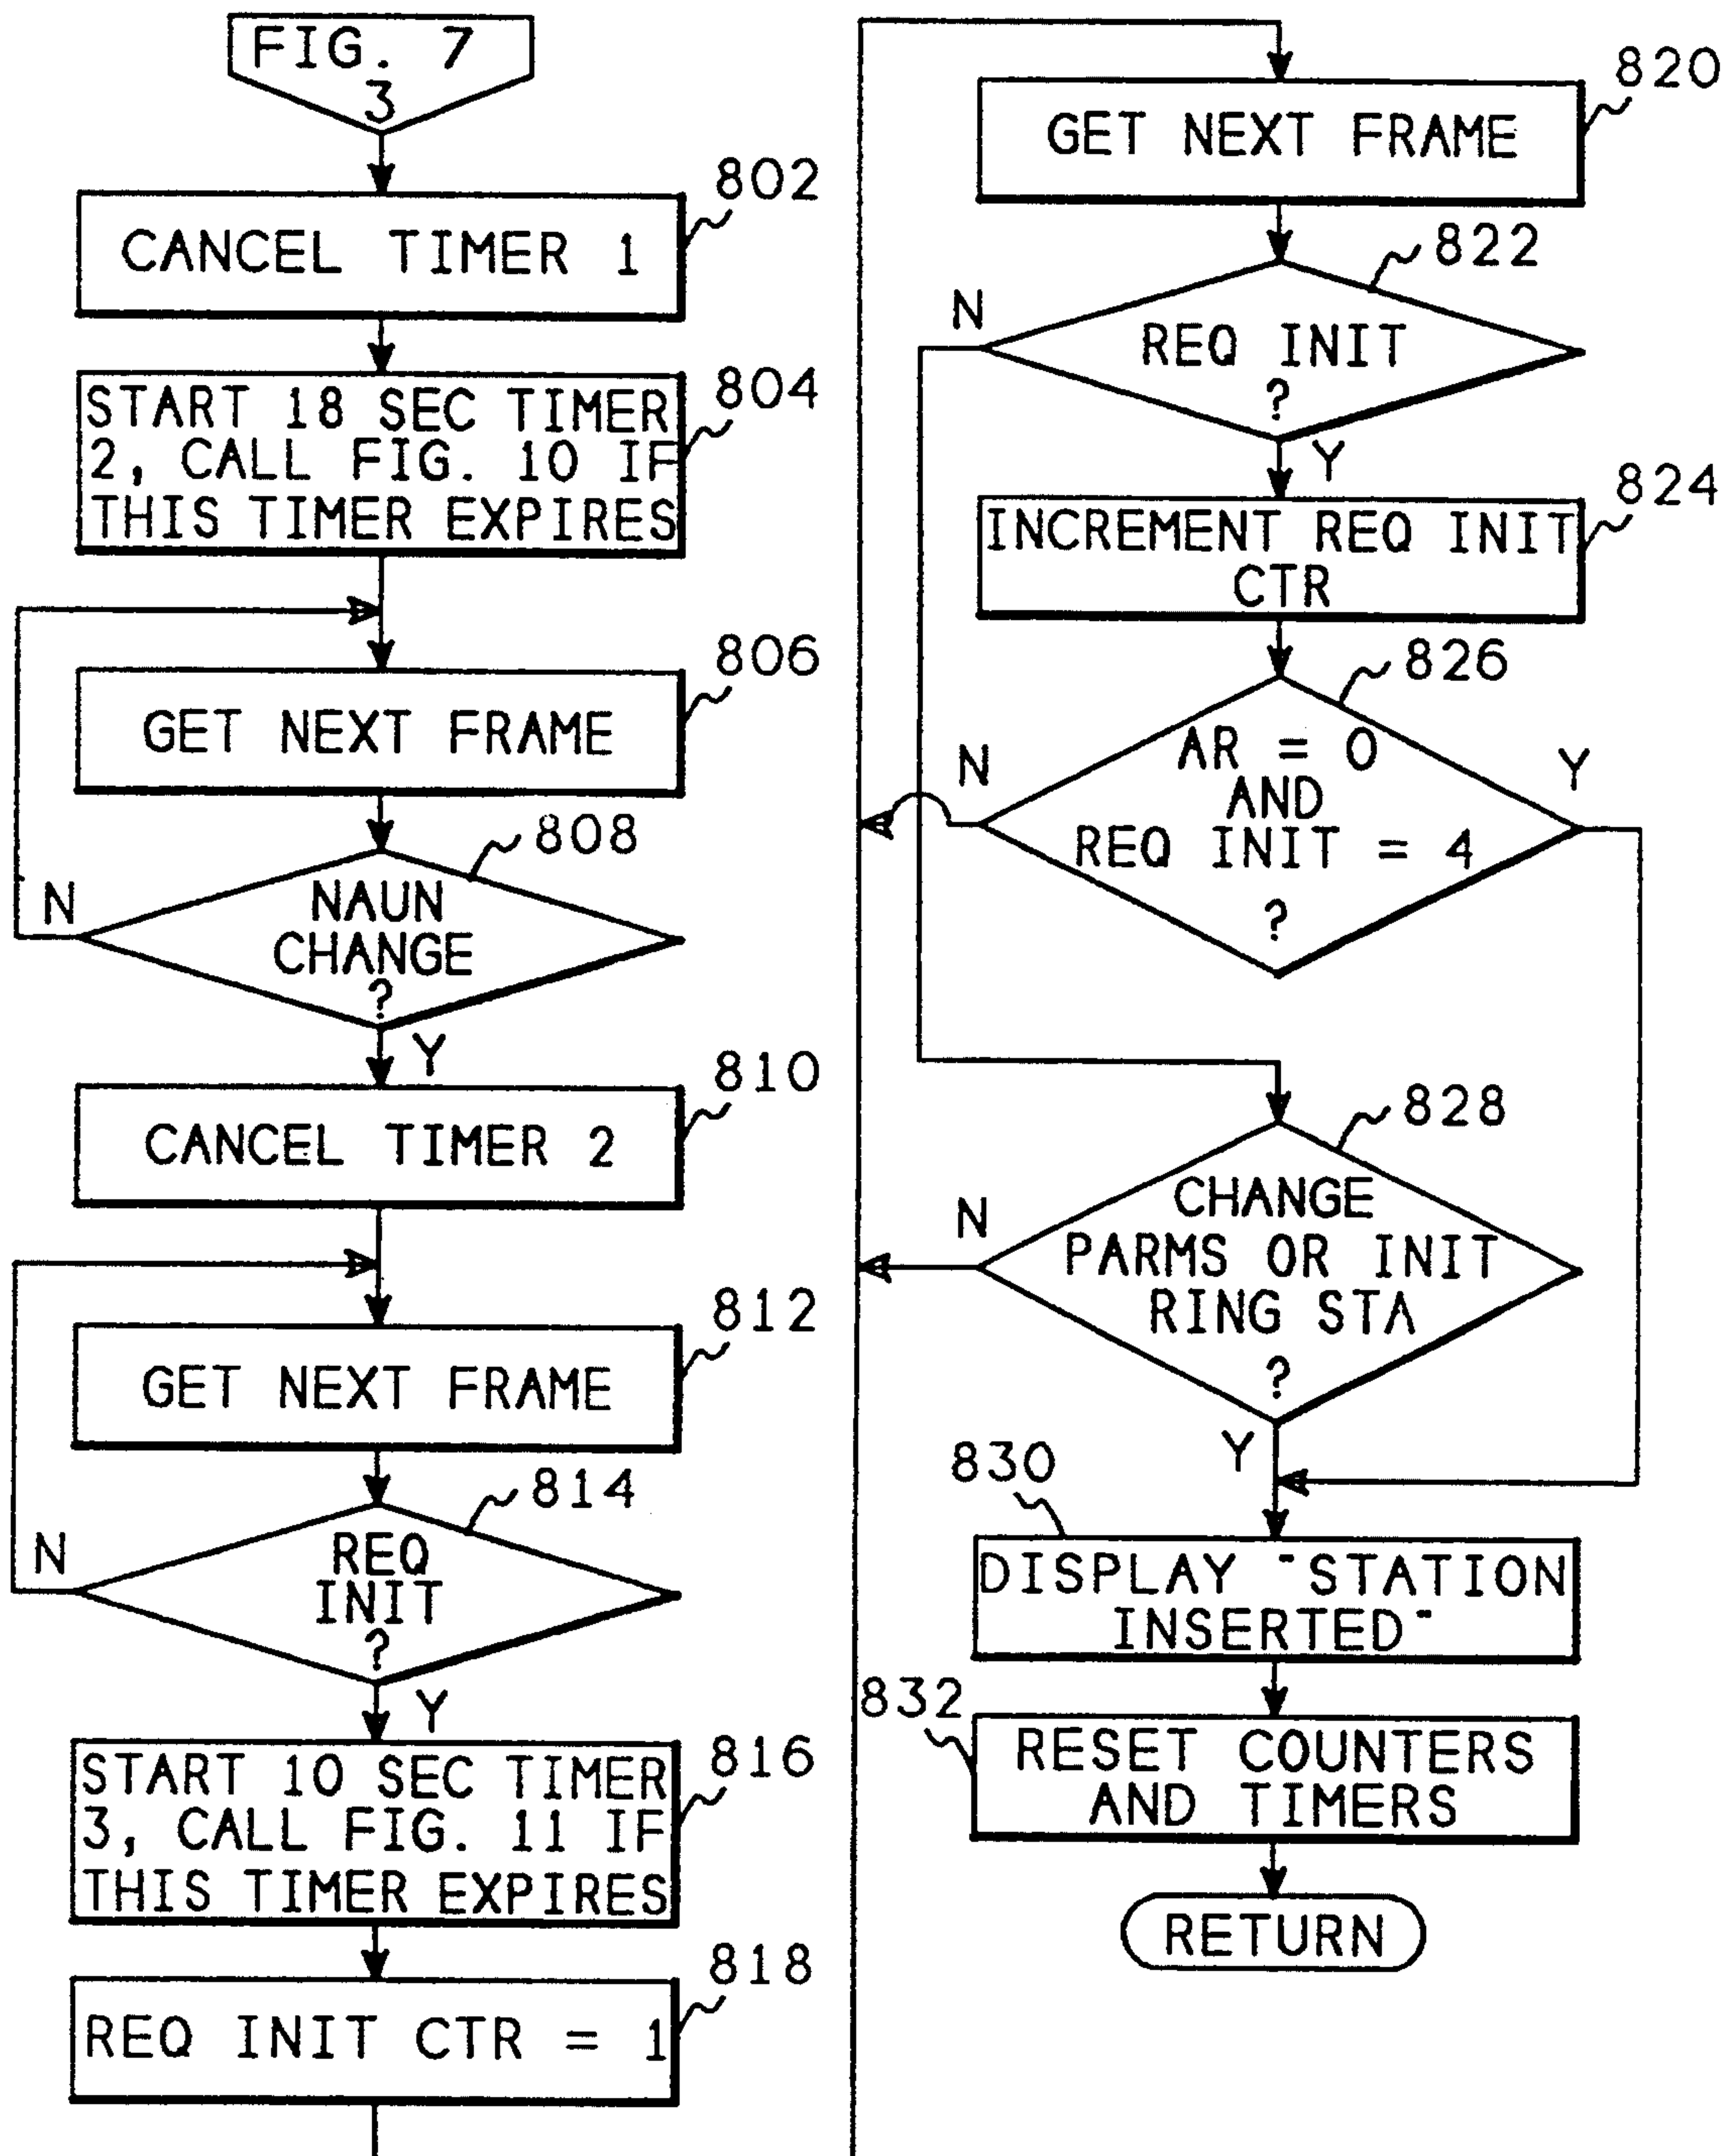 FIG. 7
3
802
CANCEL TIMER 1
804
START 18 SEC TIMER
2, CALL FIG. 10 IF
THIS TIMER EXPIRES
806
GET NEXT FRAME
808
NAUN
CHANGE
?
N
Y
810
CANCEL TIMER 2
812
GET NEXT FRAME
814
REQ
INIT
?
N
Y
816
START 10 SEC TIMER
3, CALL FIG. 11 IF
THIS TIMER EXPIRES
818
REQ INIT CTR = 1
820
GET NEXT FRAME
822
N
REQ INIT
?
Y
824
INCREMENT REQ INIT
CTR
826
N
AR = 0
AND
REQ INIT = 4
?
Y
828
N
CHANGE
PARMS OR INIT
RING STA
?
Y
830
DISPLAY "STATION
INSERTED"
832
RESET COUNTERS
AND TIMERS
RETURN